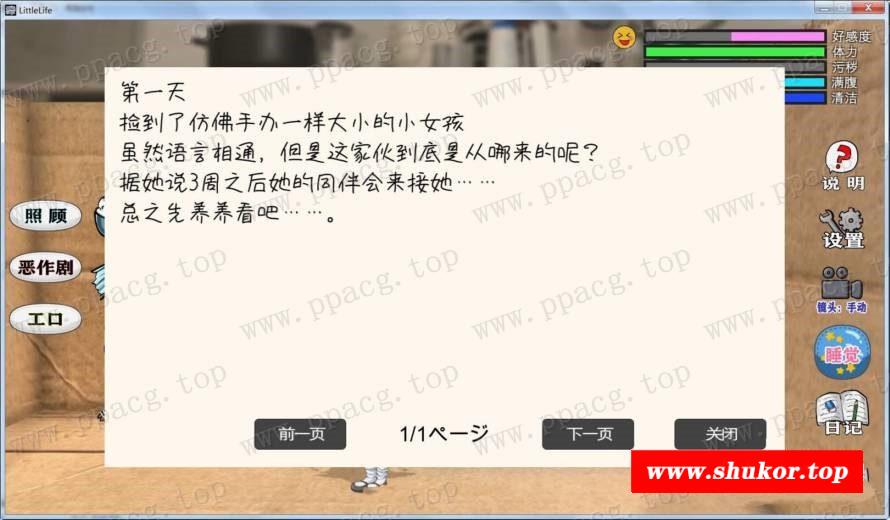 LittleLife
好感度
体力
污秽
满腹
清洁
第一天
捡到了仿佛手办一样大小的小女孩
虽然语言相通，但是这家伙到底是从哪来的呢？
据她说3周之后她的同伴会来接她……
总之先养养看吧……。
照顾
恶作剧
工口
说明
设置
镜头：手动
睡觉
日记
前一页
1/1ページ
下一页
关闭
www.ppacg.top
www.shukor.top